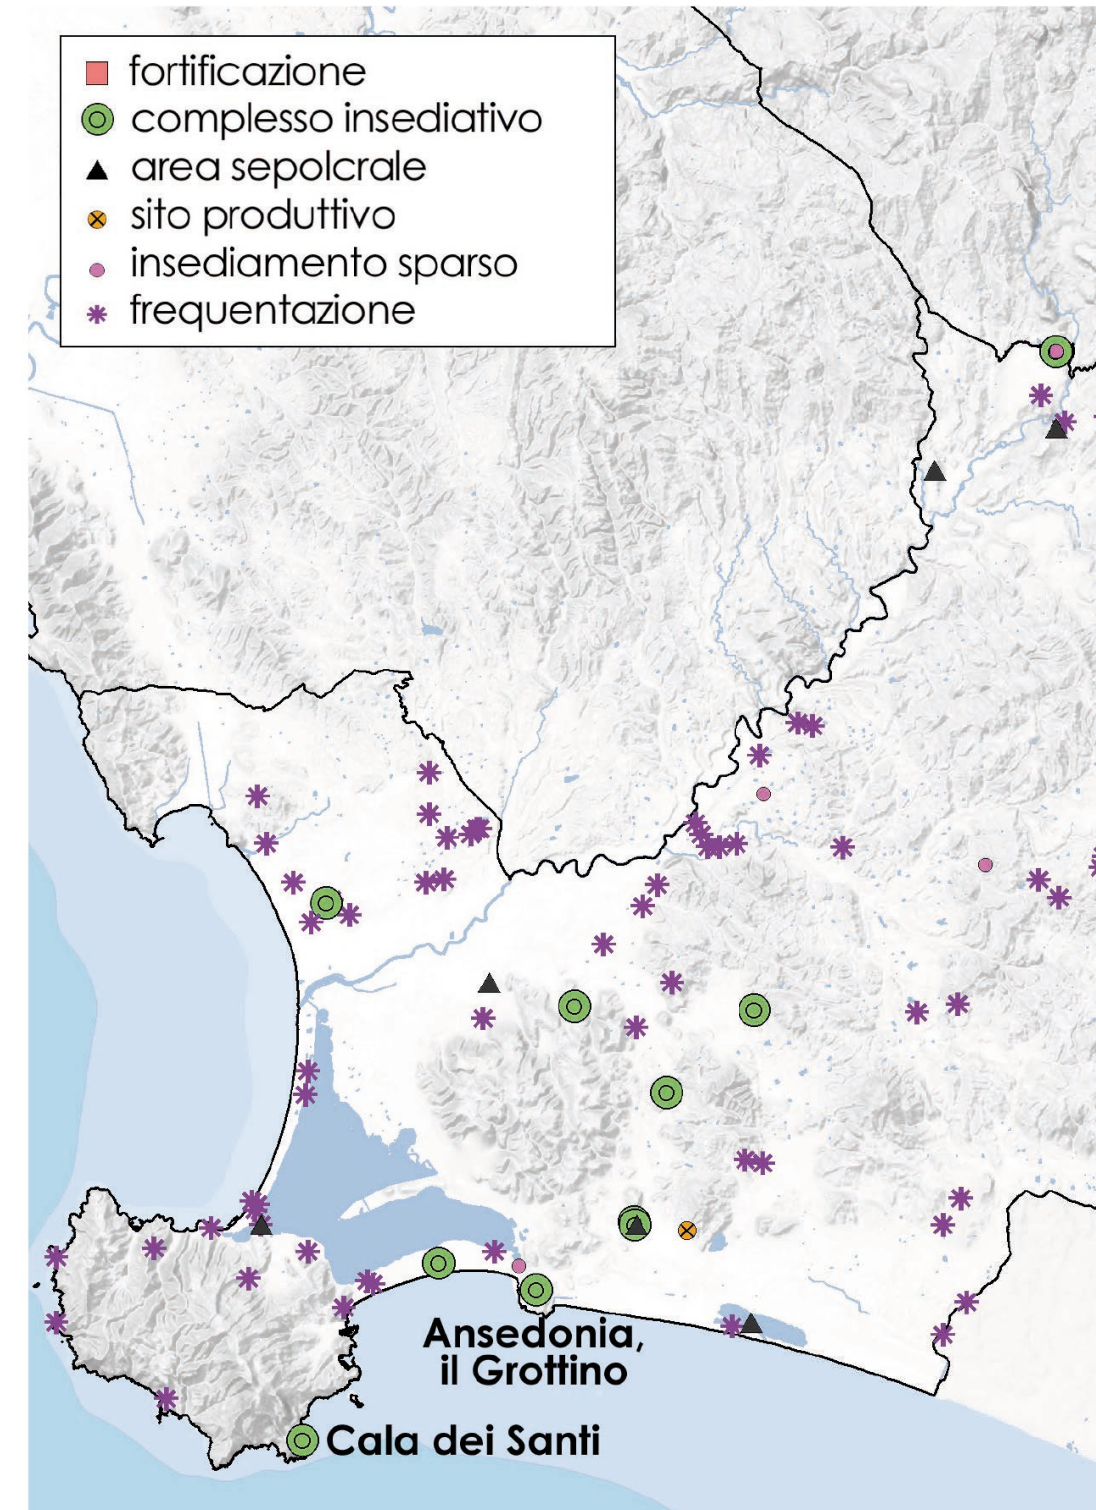 fortificazione
complesso insediativo
area sepolcrale
sito produttivo
insediamento sparso
frequentazione
Ansedonia,
il Grottino
Cala dei Santi